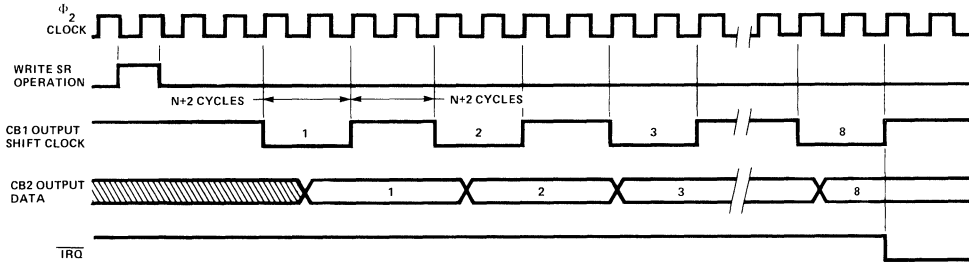 Φ2
CLOCK
WRITE SR
OPERATION
N+2 CYCLES
N+2 CYCLES
CB1 OUTPUT
SHIFT CLOCK
1
2
3
8
CB2 OUTPUT
DATA
1
2
3
8
IRQ